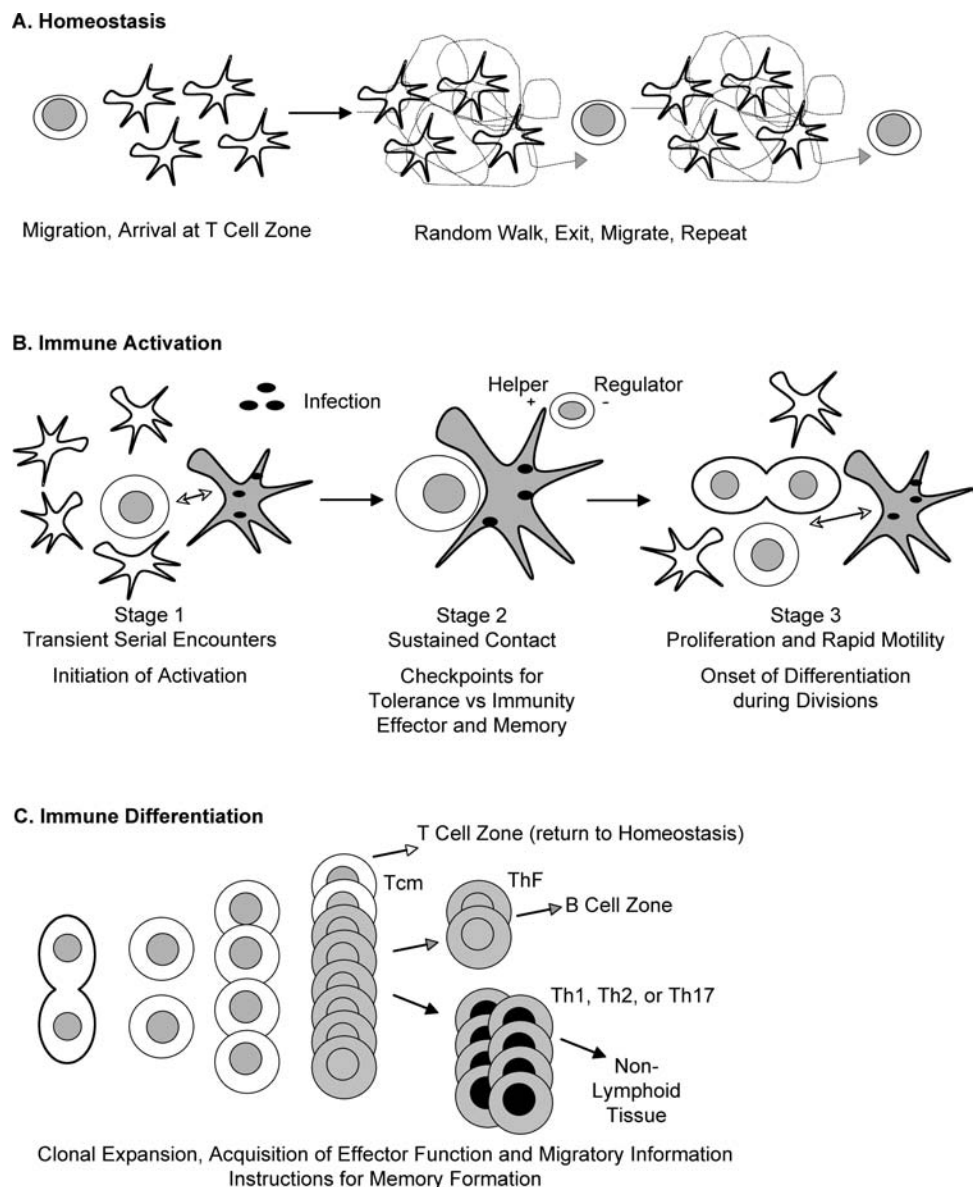 A. Homeostasis
Migration, Arrival at T Cell Zone
Random Walk, Exit, Migrate, Repeat
B. Immune Activation
Infection
Helper
+
Regulator
-
Stage 1
Transient Serial Encounters
Initiation of Activation
Stage 2
Sustained Contact
Checkpoints for
Tolerance vs Immunity
Effector and Memory
Stage 3
Proliferation and Rapid Motility
Onset of Differentiation
during Divisions
C. Immune Differentiation
T Cell Zone (return to Homeostasis)
Tcm
ThF
B Cell Zone
Th1, Th2, or Th17
Non-
Lymphoid
Tissue
Clonal Expansion, Acquisition of Effector Function and Migratory Information
Instructions for Memory Formation